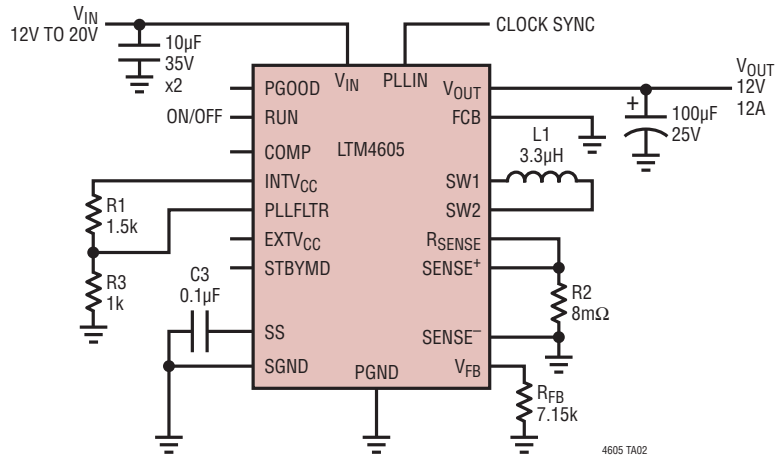 VIN
12V TO 20V
10µF
35V
x2
CLOCK SYNC
VIN
PLLIN
PGOOD
RUN
COMP
INTVCC
PLLFLTR
EXTVCC
STBYMD
SS
SGND
PGND
LTM4605
VOUT
FCB
SW1
SW2
RSENSE
SENSE+
SENSE–
VFB
ON/OFF
R1
1.5k
R3
1k
C3
0.1µF
VOUT
12V
12A
+
100µF
25V
L1
3.3µH
R2
8mΩ
RFB
7.15k
4605 TA02